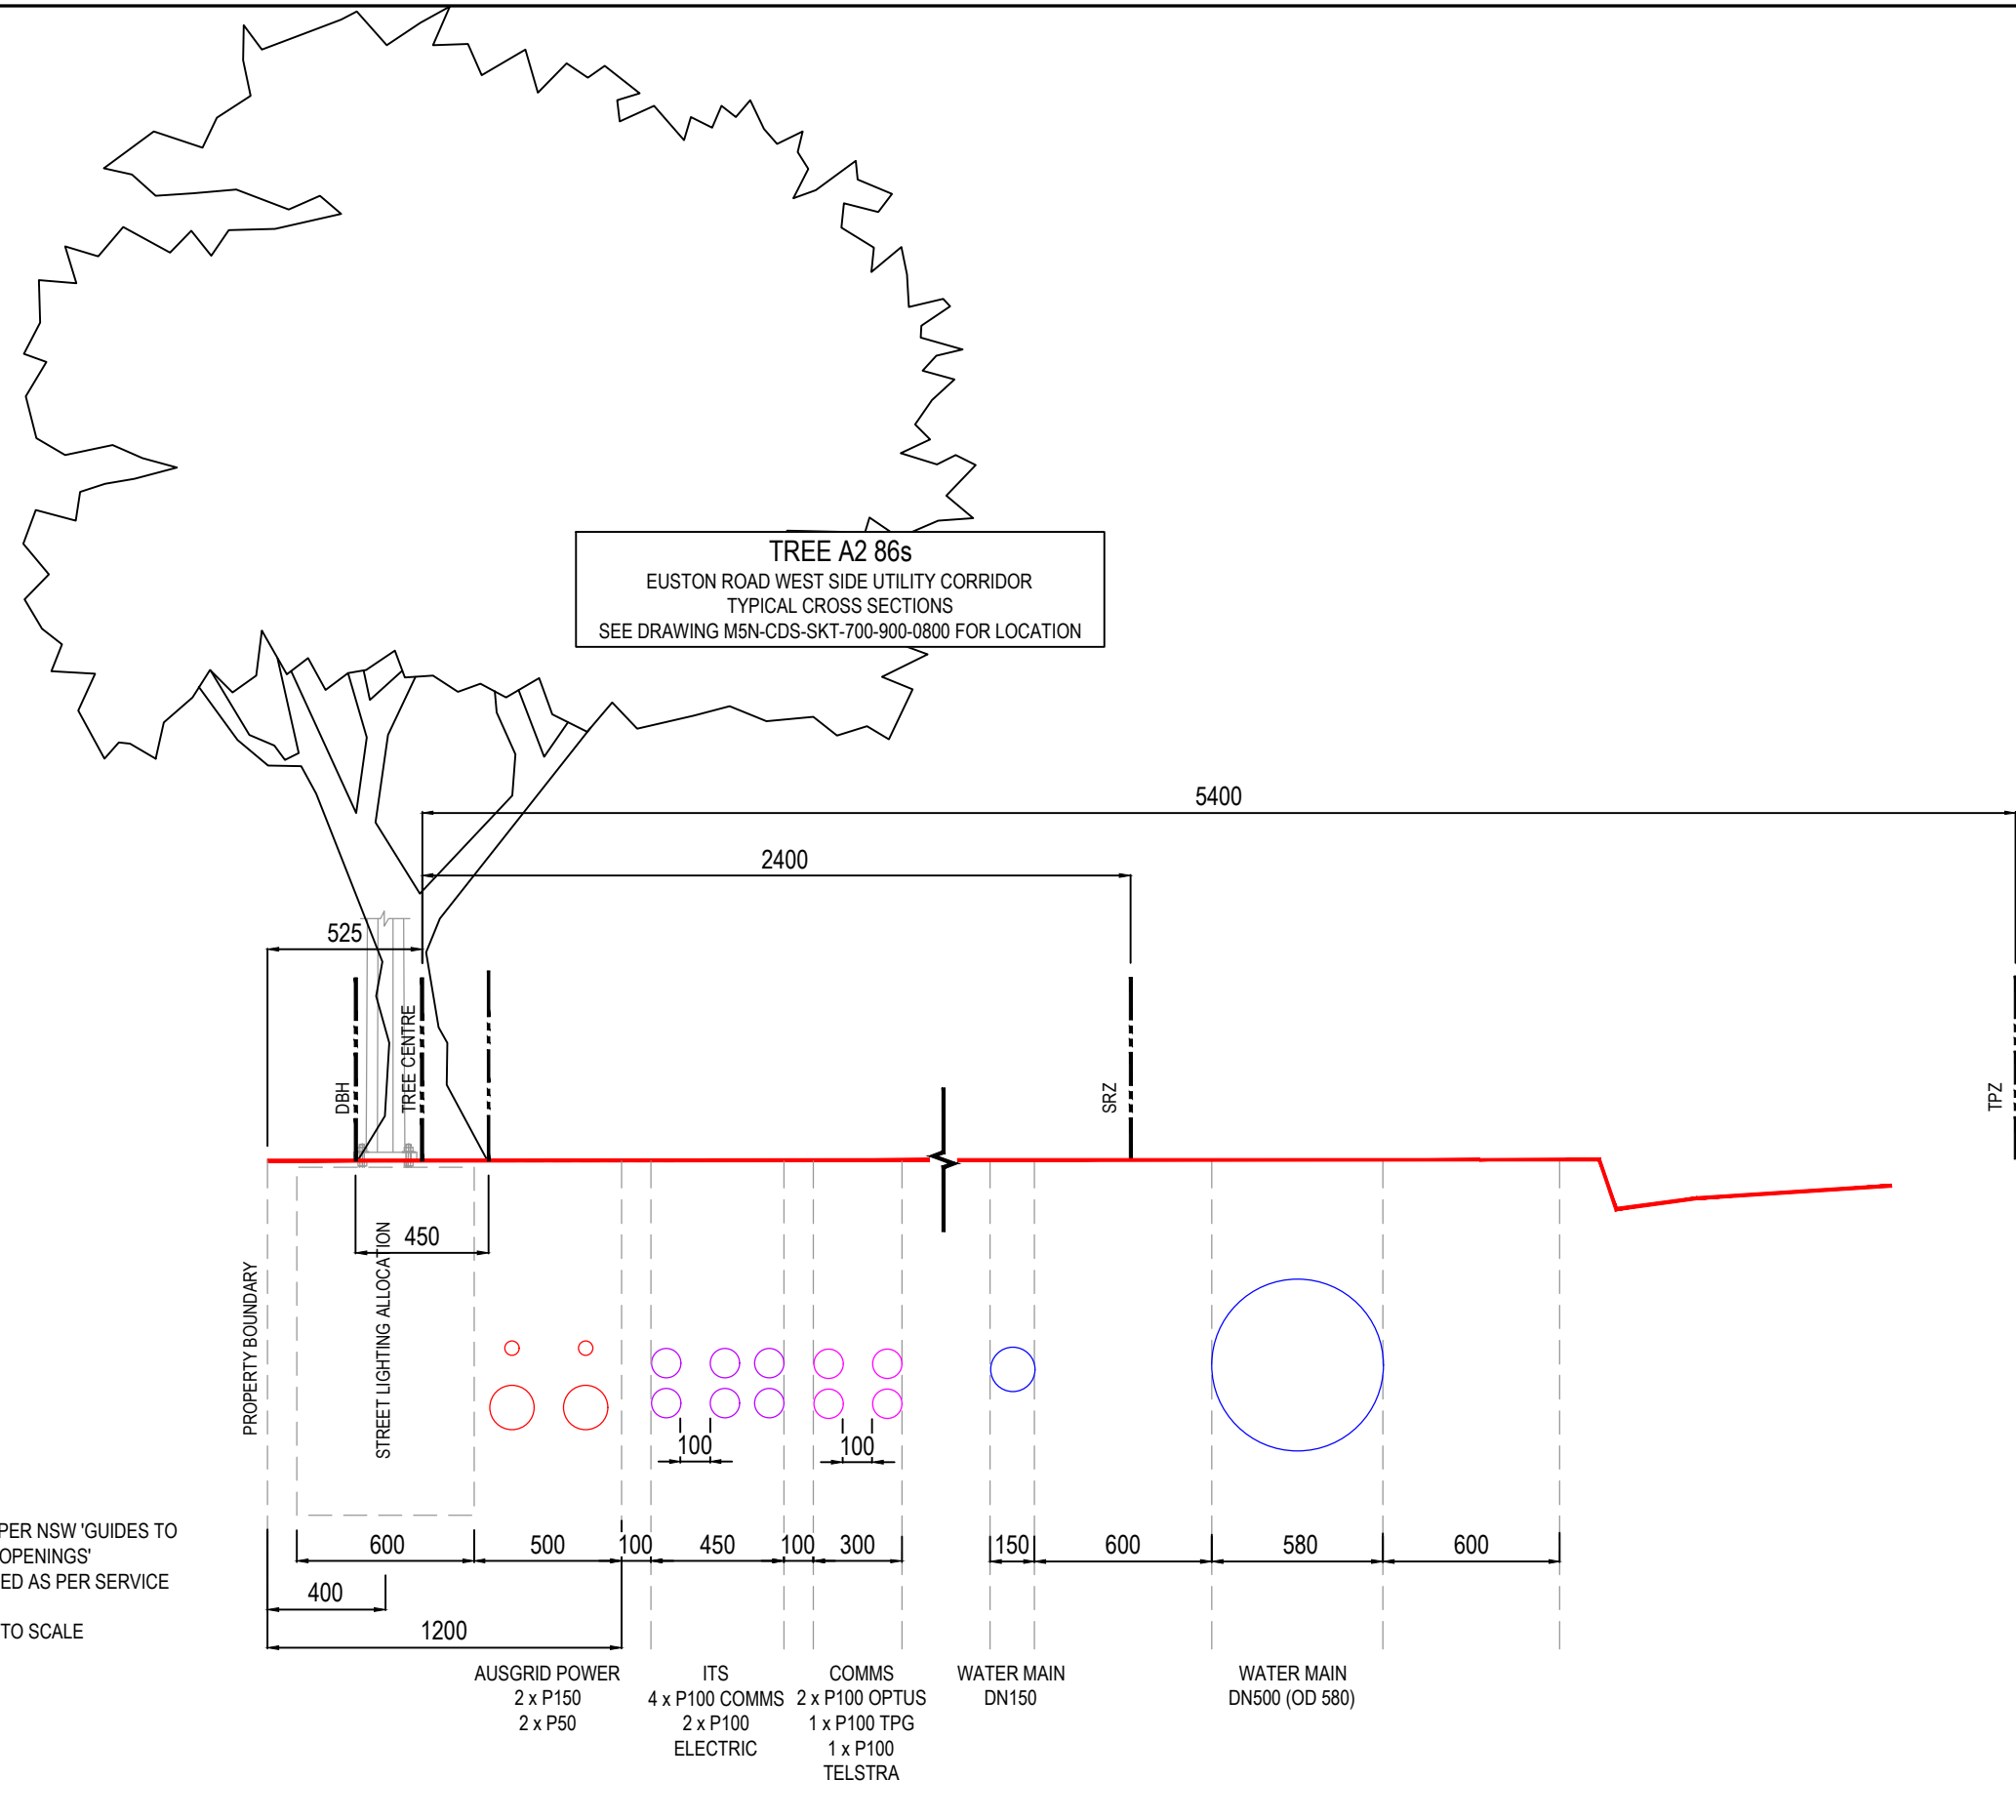 TREE A2 86s
EUSTON ROAD WEST SIDE UTILITY CORRIDOR
TYPICAL CROSS SECTIONS
SEE DRAWING M5N-CDS-SKT-700-900-0800 FOR LOCATION
5400
2400
525
DBH
TREE CENTRE
SRZ
TPZ
450
PROPERTY BOUNDARY
STREET LIGHTING ALLOCATION
100
100
PER NSW 'GUIDES TO
OPENINGS'
ED AS PER SERVICE
TO SCALE
600
500
100
450
100
300
150
600
580
600
400
1200
AUSGRID POWER
2 x P150
2 x P50
ITS
4 x P100 COMMS
2 x P100
ELECTRIC
COMMS
2 x P100 OPTUS
1 x P100 TPG
1 x P100
TELSTRA
WATER MAIN
DN150
WATER MAIN
DN500 (OD 580)